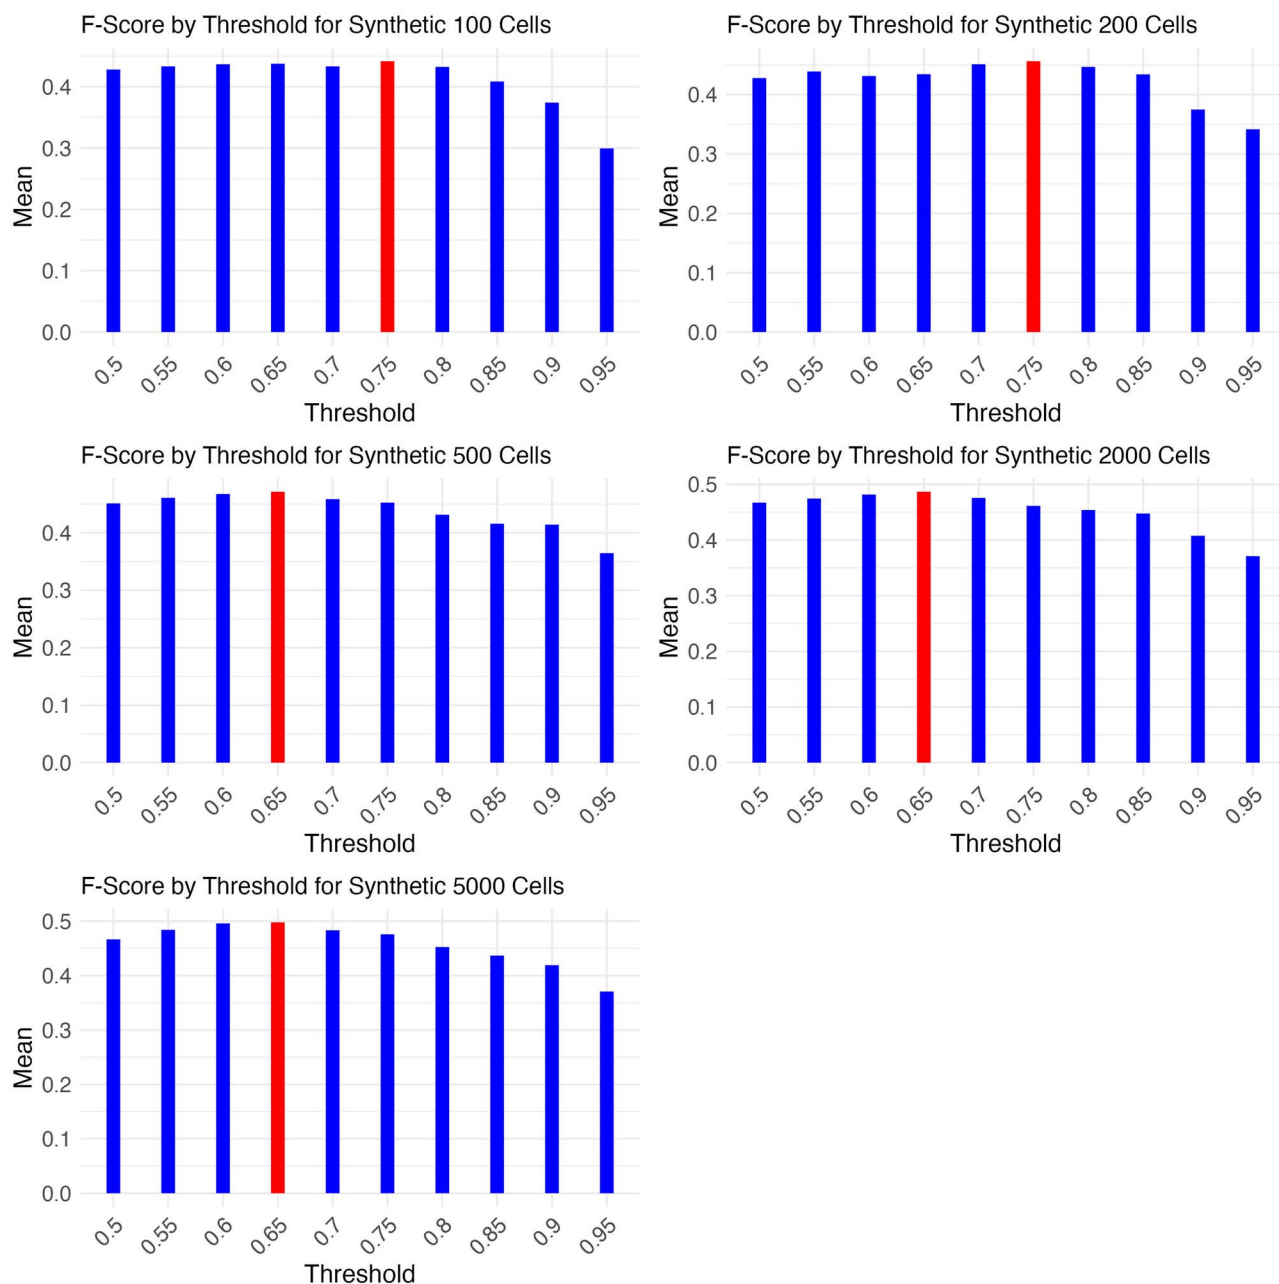 F-Score by Threshold for Synthetic 100 Cells
Mean
0.4
0.3
0.2
0.1
0.0
0.5 0.55 0.6 0.65 0.7 0.75 0.8 0.85 0.9 0.95
Threshold
F-Score by Threshold for Synthetic 200 Cells
Mean
0.4
0.3
0.2
0.1
0.0
0.5 0.55 0.6 0.65 0.7 0.75 0.8 0.85 0.9 0.95
Threshold
F-Score by Threshold for Synthetic 500 Cells
Mean
0.4
0.3
0.2
0.1
0.0
0.5 0.55 0.6 0.65 0.7 0.75 0.8 0.85 0.9 0.95
Threshold
F-Score by Threshold for Synthetic 2000 Cells
Mean
0.5
0.4
0.3
0.2
0.1
0.0
0.5 0.55 0.6 0.65 0.7 0.75 0.8 0.85 0.9 0.95
Threshold
F-Score by Threshold for Synthetic 5000 Cells
Mean
0.5
0.4
0.3
0.2
0.1
0.0
0.5 0.55 0.6 0.65 0.7 0.75 0.8 0.85 0.9 0.95
Threshold